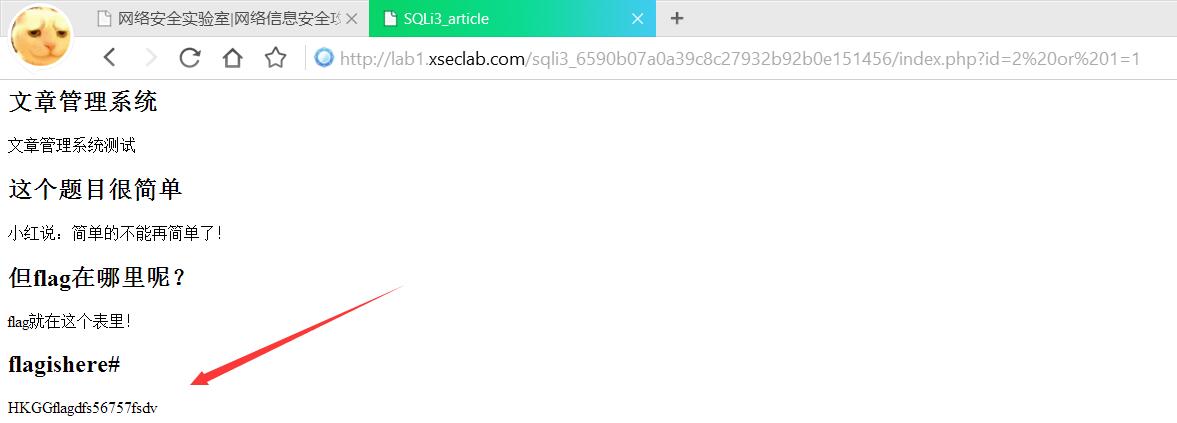 网络安全实验室|网络信息安全攻
SQLi3_article
http://lab1.xseclab.com/sqli3_6590b07a0a39c8c27932b92b0e151456/index.php?id=2%20or%201=1
文章管理系统
文章管理系统测试
这个题目很简单
小红说：简单的不能再简单了！
但flag在哪里呢？
flag就在这个表里！
flagishere#
HKGGflagdfs56757fsdv